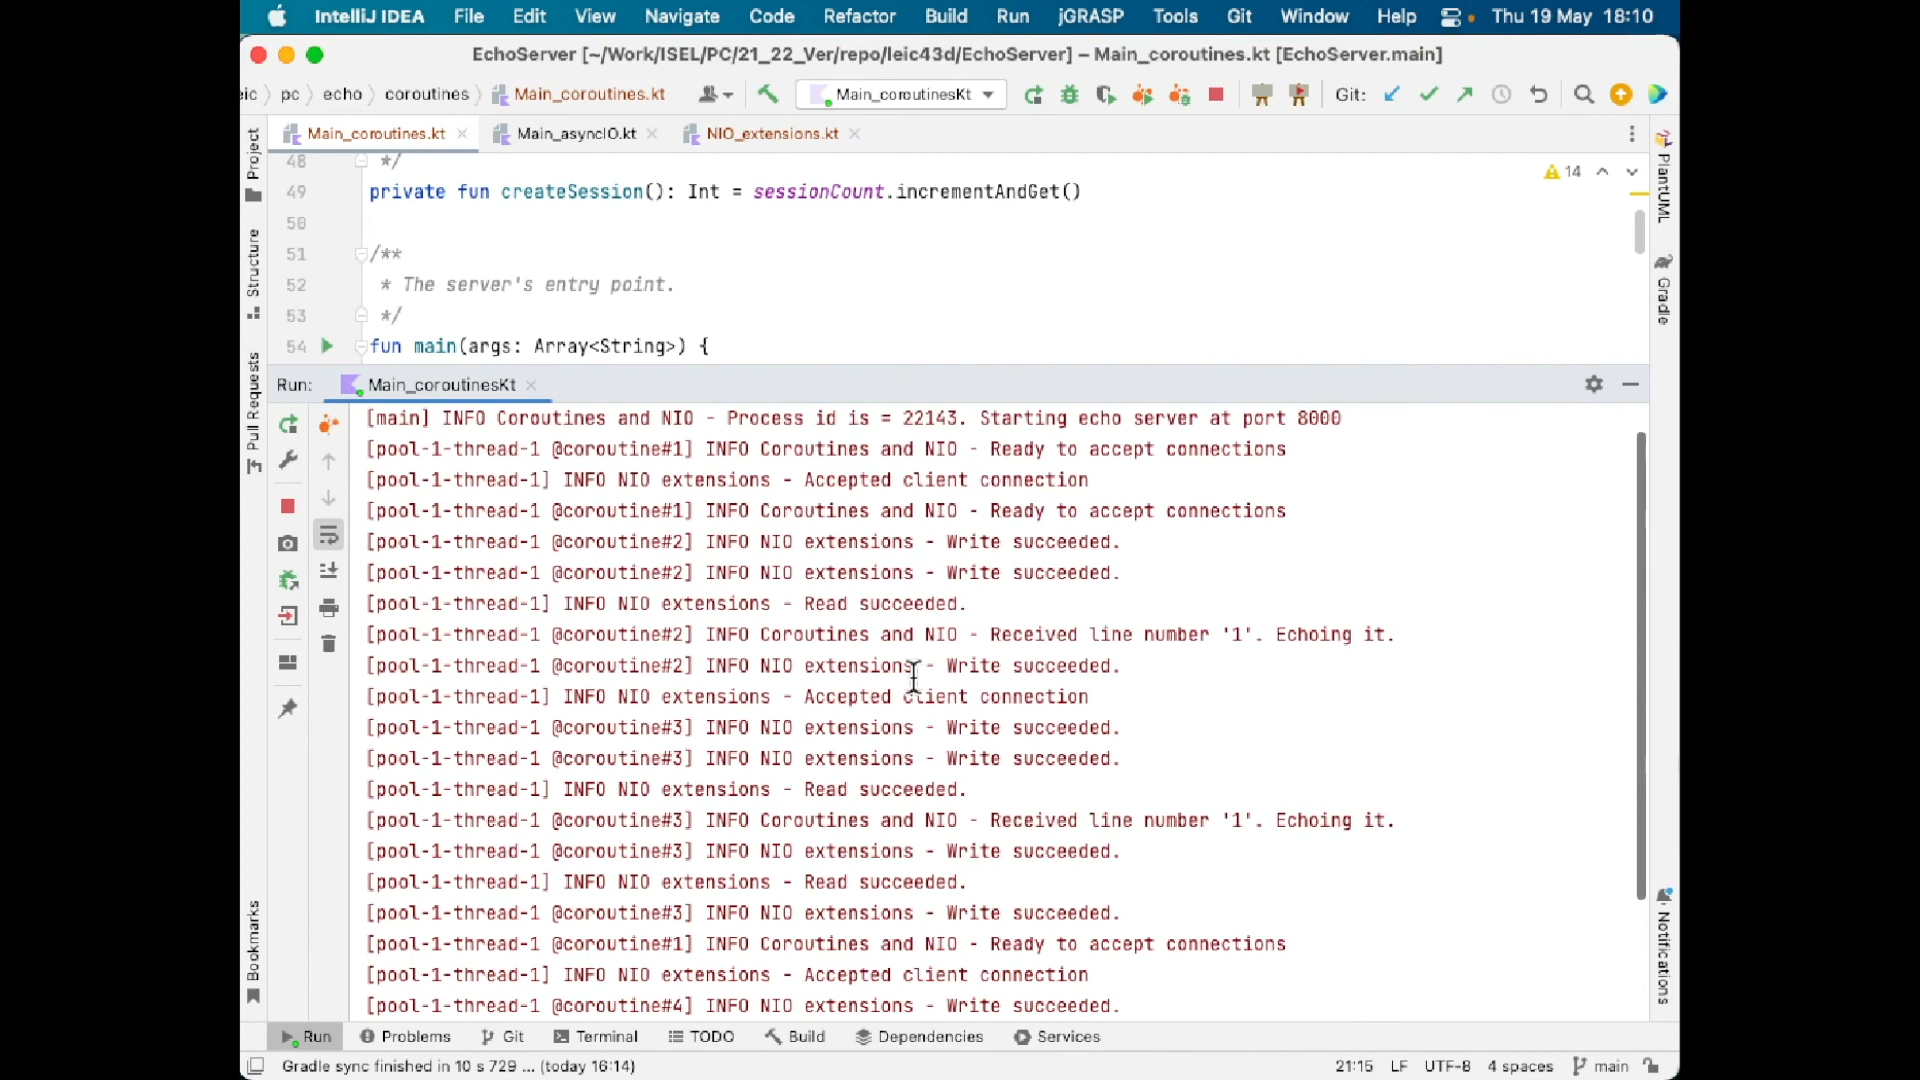 IntelliJ IDEA File Edit View Navigate Code Refactor Build Run jGRASP Tools Git Window Help Thu 19 May 18:10
EchoServer [~/Work/ISEL/PC/21_22_Ver/repo/leic43d/EchoServer] – Main_coroutines.kt [EchoServer.main]
eic pc echo coroutines Main_coroutines.kt Main_coroutinesKt Git:
Main_coroutines.kt Main_asyncIO.kt NIO_extensions.kt
48 */
14
49 private fun createSession(): Int = sessionCount.incrementAndGet()
50
51 /**
52 * The server's entry point.
53 */
54 fun main(args: Array<String>) {
Run: Main_coroutinesKt
[main] INFO Coroutines and NIO - Process id is = 22143. Starting echo server at port 8000
[pool-1-thread-1 @coroutine#1] INFO Coroutines and NIO - Ready to accept connections
[pool-1-thread-1] INFO NIO extensions - Accepted client connection
[pool-1-thread-1 @coroutine#1] INFO Coroutines and NIO - Ready to accept connections
[pool-1-thread-1 @coroutine#2] INFO NIO extensions - Write succeeded.
[pool-1-thread-1 @coroutine#2] INFO NIO extensions - Write succeeded.
[pool-1-thread-1] INFO NIO extensions - Read succeeded.
[pool-1-thread-1 @coroutine#2] INFO Coroutines and NIO - Received line number '1'. Echoing it.
[pool-1-thread-1 @coroutine#2] INFO NIO extensions - Write succeeded.
[pool-1-thread-1] INFO NIO extensions - Accepted client connection
[pool-1-thread-1 @coroutine#3] INFO NIO extensions - Write succeeded.
[pool-1-thread-1 @coroutine#3] INFO NIO extensions - Write succeeded.
[pool-1-thread-1] INFO NIO extensions - Read succeeded.
[pool-1-thread-1 @coroutine#3] INFO Coroutines and NIO - Received line number '1'. Echoing it.
[pool-1-thread-1 @coroutine#3] INFO NIO extensions - Write succeeded.
[pool-1-thread-1] INFO NIO extensions - Read succeeded.
[pool-1-thread-1 @coroutine#3] INFO NIO extensions - Write succeeded.
[pool-1-thread-1 @coroutine#1] INFO Coroutines and NIO - Ready to accept connections
[pool-1-thread-1] INFO NIO extensions - Accepted client connection
[pool-1-thread-1 @coroutine#4] INFO NIO extensions - Write succeeded.
Project
Structure
Pull Requests
Bookmarks
PlantUML
Gradle
Notifications
Run Problems Git Terminal TODO Build Dependencies Services
Gradle sync finished in 10 s 729 ... (today 16:14) 21:15 LF UTF-8 4 spaces main